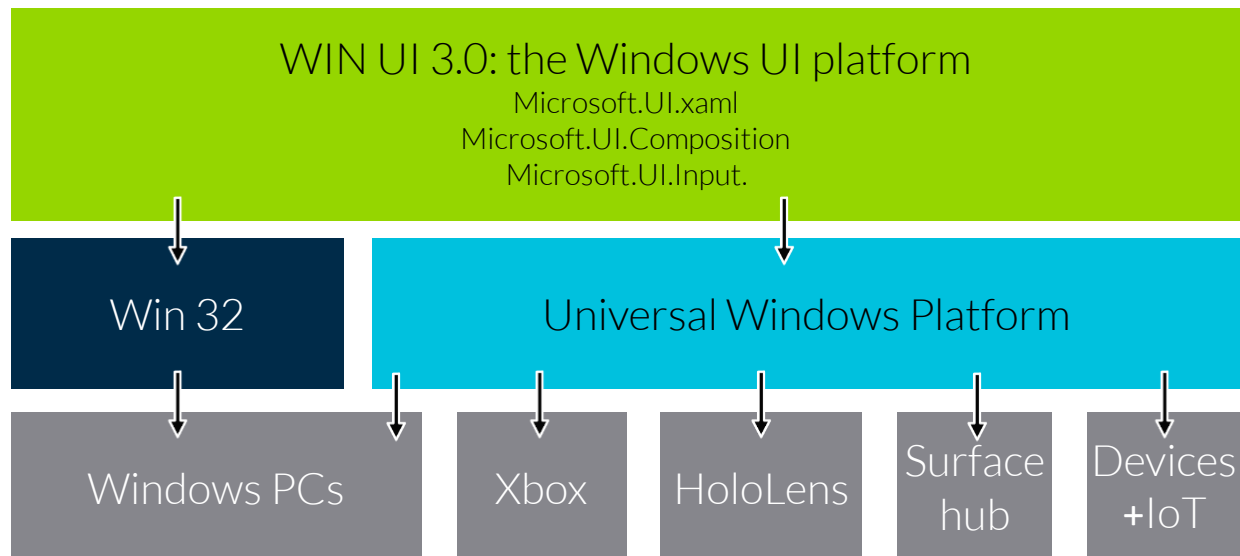 WIN UI 3.0: the Windows UI platform
Microsoft.UI.xaml
Microsoft.UI.Composition
Microsoft.UI.Input.
Win 32
Universal Windows Platform
Windows PCs
Xbox
HoloLens
Surface
hub
Devices
+IoT